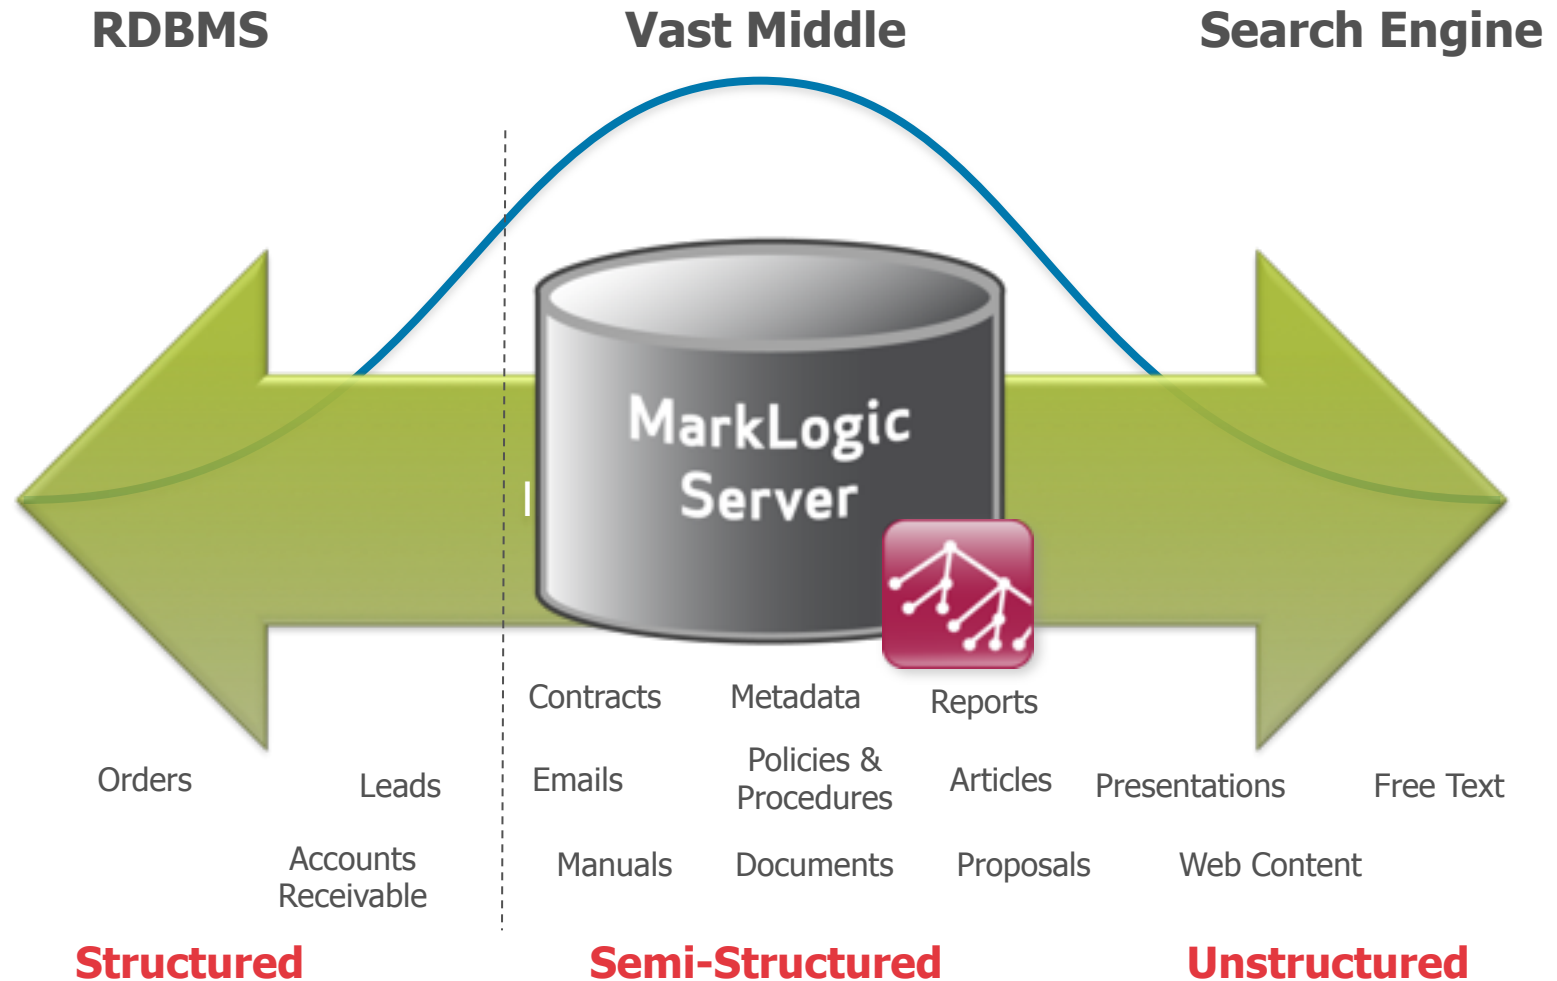 RDBMS
Vast Middle
Search Engine
MarkLogic
Server
Contracts
Metadata
Reports
Orders
Leads
Emails
Policies &
Procedures
Articles
Presentations
Free Text
Accounts
Receivable
Manuals
Documents
Proposals
Web Content
Structured
Semi-Structured
Unstructured